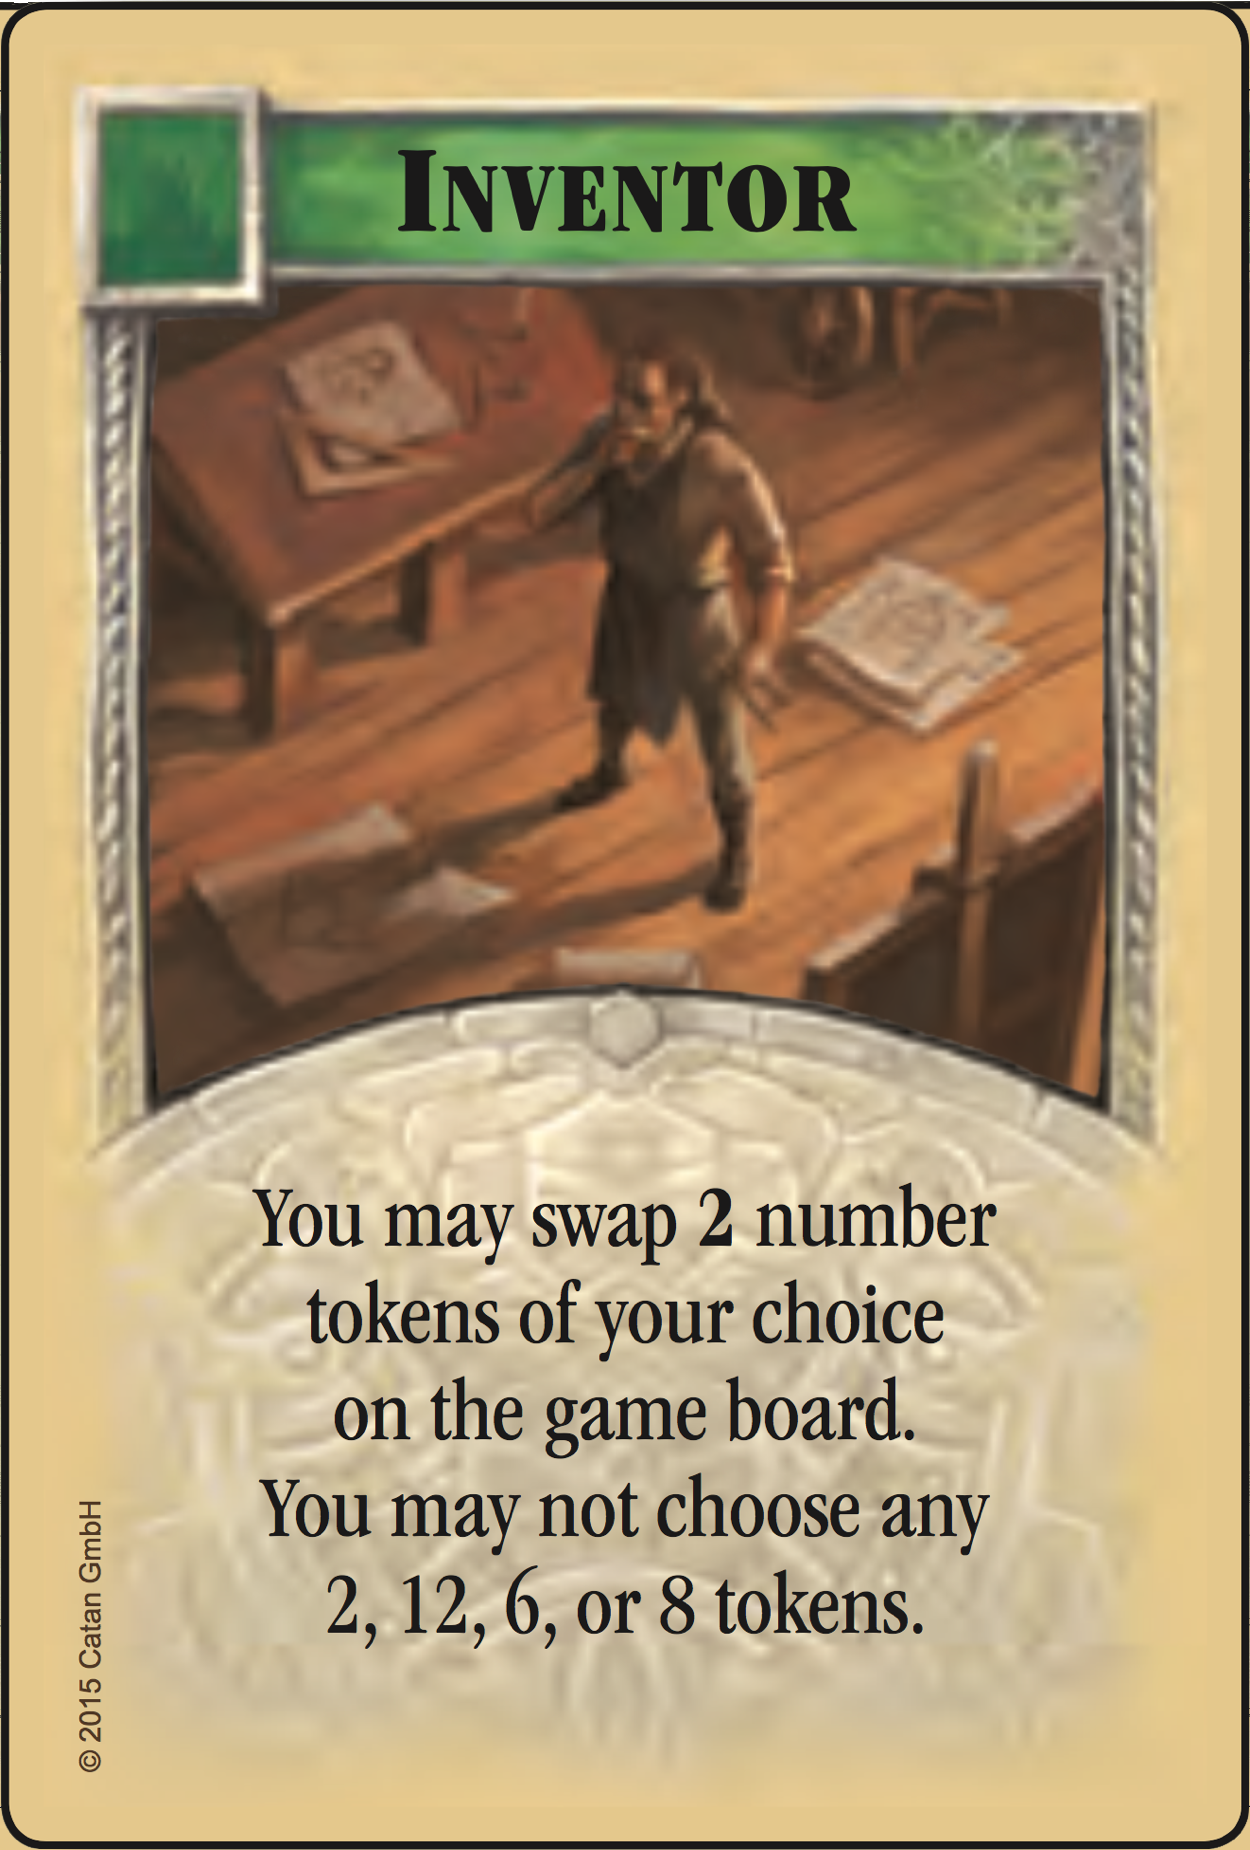 INVENTOR
You may swap 2 number
tokens of your choice
on the game board.
You may not choose any
2, 12, 6, or 8 tokens.
© 2015 Catan GmbH